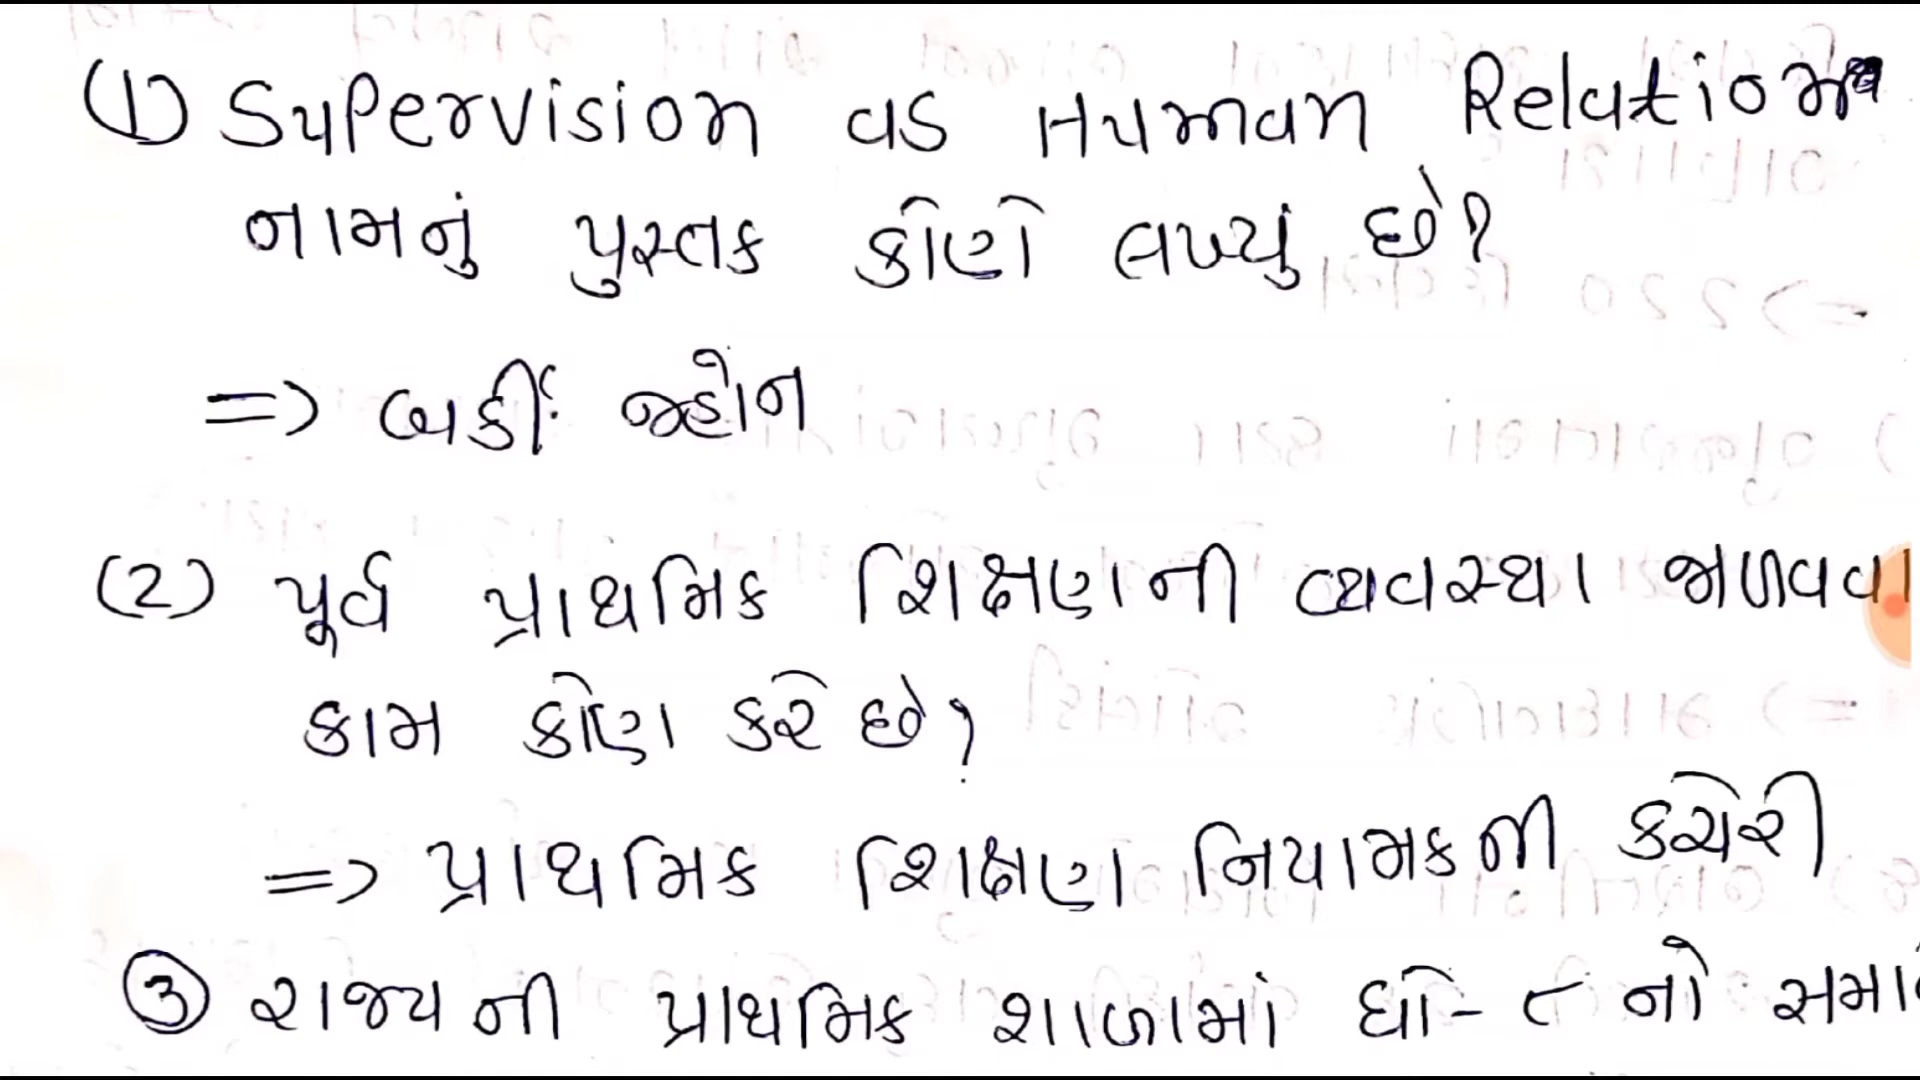 (1) Supervision as Human Relation
નામનું પુસ્તક કોણે લખ્યું છે?
=> બર્કી જ્હોન
(2) પૂર્વ પ્રાથમિક શિક્ષણની વ્યવસ્થા જાળવવા
કામ કોણ કરે છે?
=> પ્રાથમિક શિક્ષણ નિયામકની કચેરી
(3) રાજ્યની પ્રાથમિક શાળામાં ધો-૮ નો